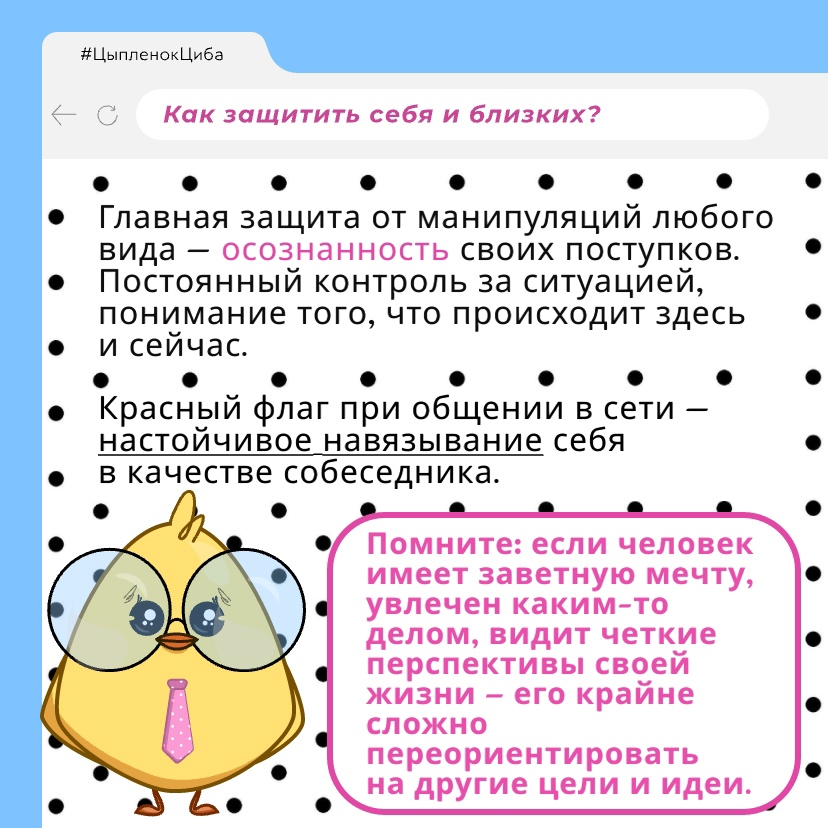 #ЦыпленокЦиба
Как защитить себя и близких?
Главная защита от манипуляций любого
вида – осознанность своих поступков.
Постоянный контроль за ситуацией,
понимание того, что происходит здесь
и сейчас.
Красный флаг при общении в сети –
настойчивое навязывание себя
в качестве собеседника.
Помните: если человек
имеет заветную мечту,
увлечен каким-то
делом, видит четкие
перспективы своей
жизни – его крайне
сложно
переориентировать
на другие цели и идеи.